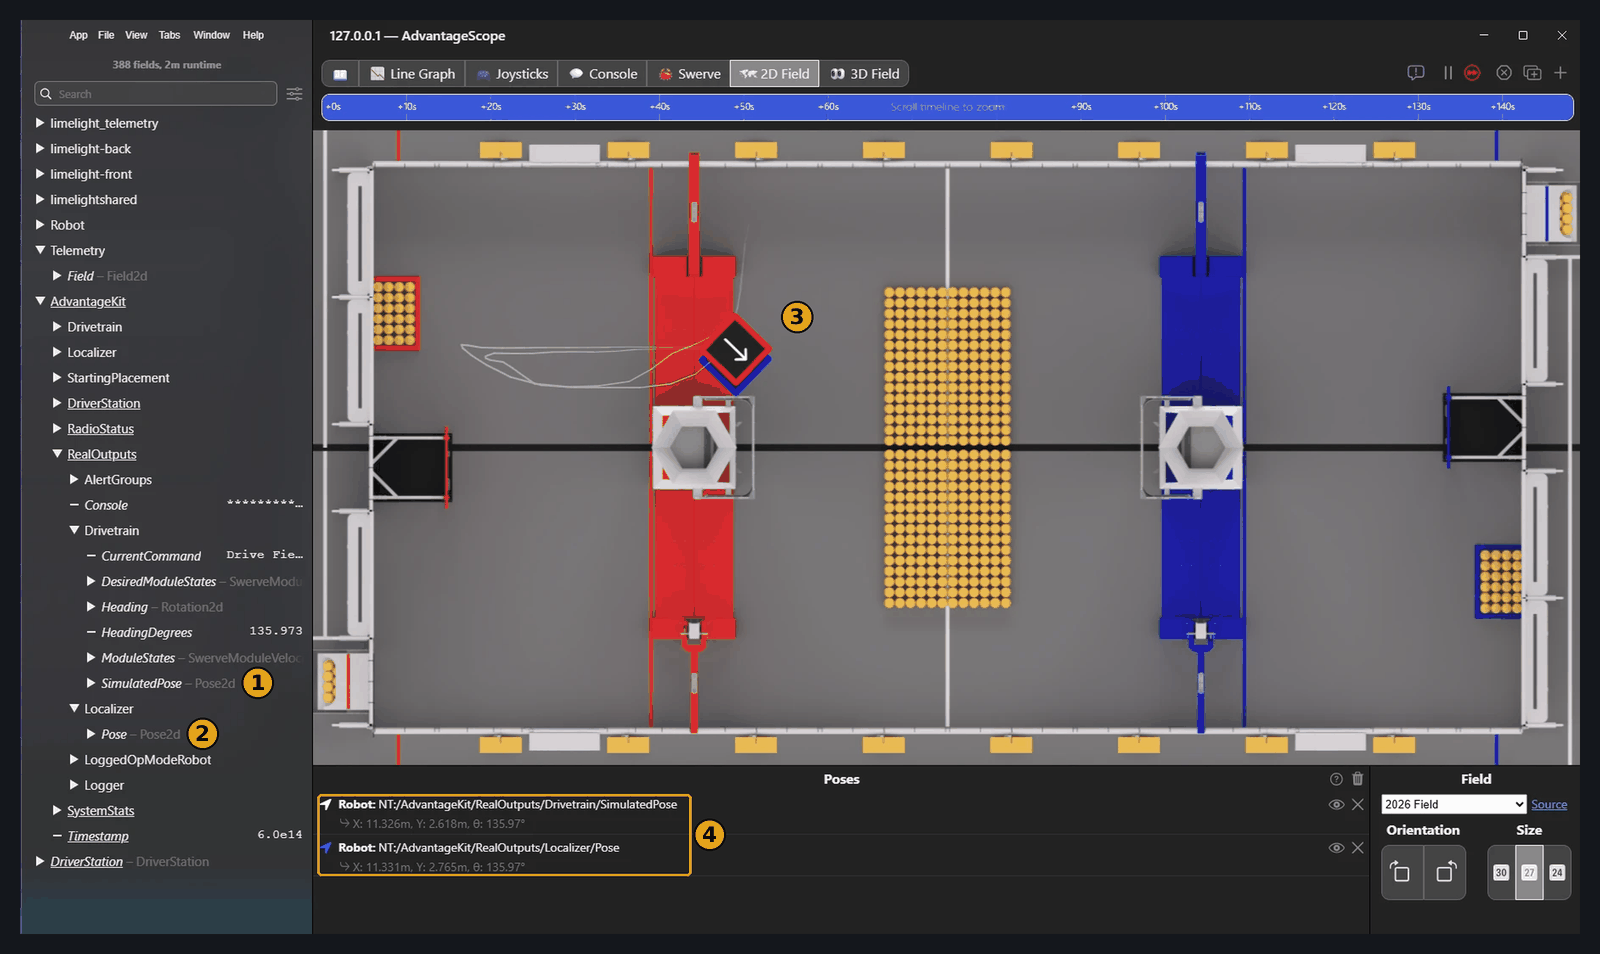 App File View Tabs Window Help
127.0.0.1 — AdvantageScope
388 fields, 2m runtime
Search
Line Graph
Joysticks
Console
Swerve
2D Field
3D Field
+0s +10s +20s +30s +40s +50s +60s Scroll timeline to zoom +90s +100s +110s +120s +130s +140s
limelight_telemetry
limelight-back
limelight-front
limelightshared
Robot
Telemetry
Field – Field2d
AdvantageKit
Drivetrain
Localizer
StartingPlacement
DriverStation
RadioStatus
RealOutputs
AlertGroups
Console *********…
Drivetrain
CurrentCommand Drive Fie…
DesiredModuleStates – SwerveModu
Heading – Rotation2d
HeadingDegrees 135.973
ModuleStates – SwerveModuleVeloc
SimulatedPose – Pose2d
1
Localizer
Pose – Pose2d
2
LoggedOpModeRobot
Logger
SystemStats
Timestamp 6.0e14
DriverStation – DriverStation
3
Poses
Robot: NT:/AdvantageKit/RealOutputs/Drivetrain/SimulatedPose
X: 11.326m, Y: 2.618m, θ: 135.97°
Robot: NT:/AdvantageKit/RealOutputs/Localizer/Pose
X: 11.331m, Y: 2.765m, θ: 135.97°
4
Field
2026 Field
Source
Orientation
Size
30 27 24